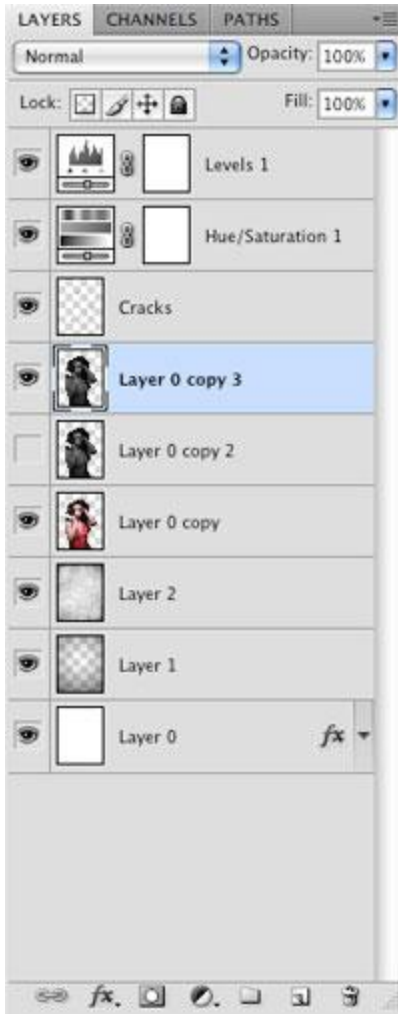 LAYERS CHANNELS PATHS
Normal Opacity: 100%
Lock: Fill: 100%
Levels 1
Hue/Saturation 1
Cracks
Layer 0 copy 3
Layer 0 copy 2
Layer 0 copy
Layer 2
Layer 1
Layer 0 fx
fx.